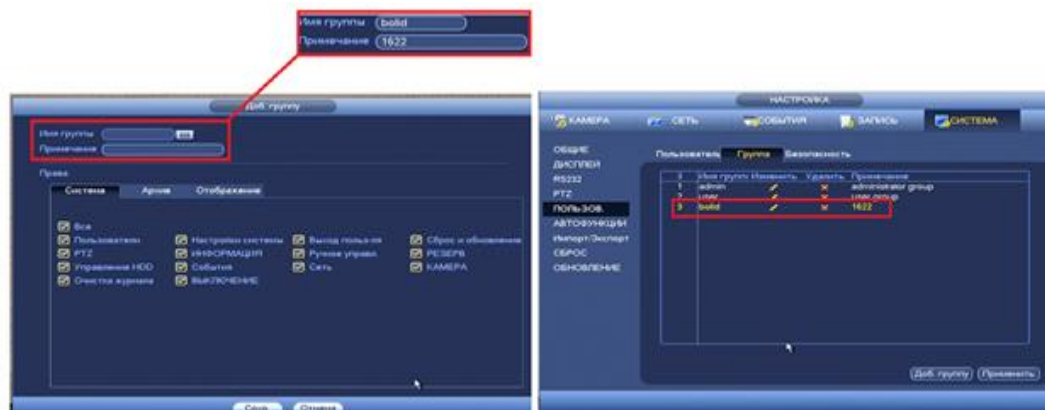 Имя группы bolid
Примечание 1622
Доб. группу
Имя группы
Примечание
Права
Система Архив Отображение
Все
Пользователи Настройки системы Выход польз-ля Сброс и обновление
PTZ ИНФОРМАЦИЯ Ручное управл. РЕЗЕРВ
Управление HDD События Сеть КАМЕРА
Очистка журнала ВЫКЛЮЧЕНИЕ
Сохр Отмена
НАСТРОЙКА
КАМЕРА СЕТЬ СОБЫТИЯ ЗАПИСЬ СИСТЕМА
ОБЩИЕ
ДИСПЛЕЙ
RS232
PTZ
ПОЛЬЗОВ.
АВТОФУНКЦИИ
Импорт/Экспорт
СБРОС
ОБНОВЛЕНИЕ
Пользователь Группа Безопасность
3 Имя групп Изменить Удалить Примечание
1 admin administrator group
2 user user group
3 bolid 1622
Доб. группу Применить